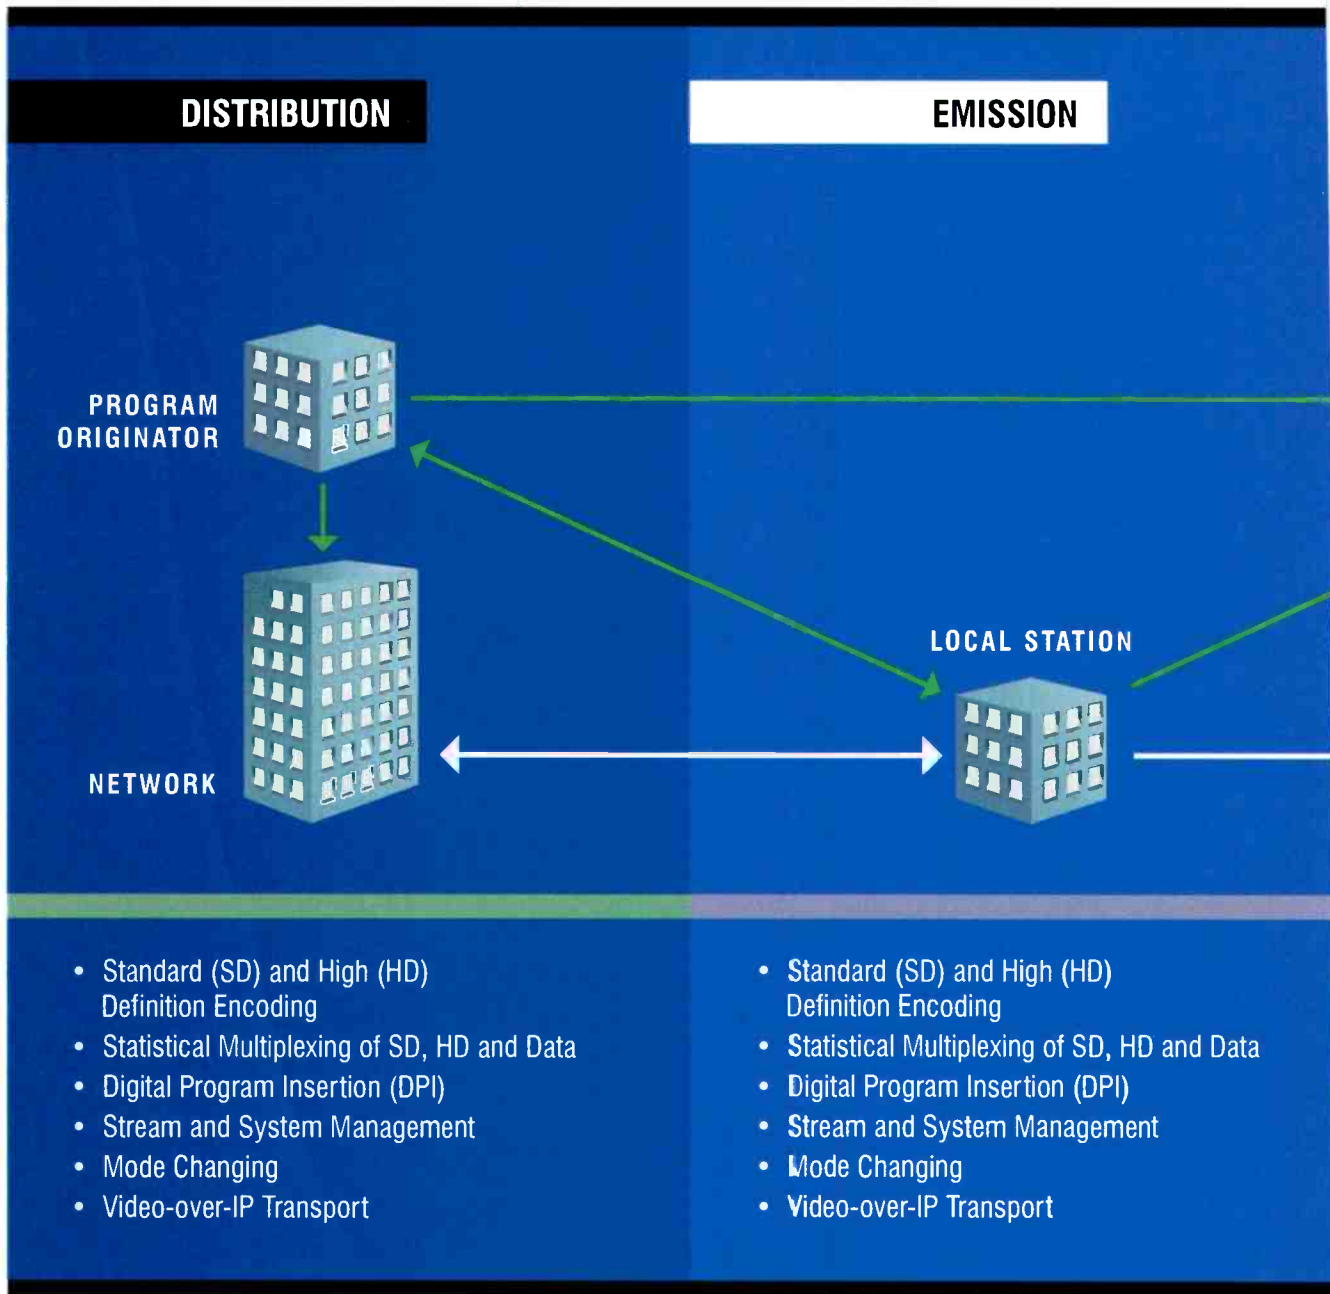 DISTRIBUTION
EMISSION
PROGRAM
ORIGINATOR
LOCAL STATION
NETWORK
• Standard (SD) and High (HD)
Definition Encoding
• Statistical Multiplexing of SD, HD and Data
• Digital Program Insertion (DPI)
• Stream and System Management
• Mode Changing
• Video-over-IP Transport
• Standard (SD) and High (HD)
Definition Encoding
• Statistical Multiplexing of SD, HD and Data
• Digital Program Insertion (DPI)
• Stream and System Management
• Mode Changing
• Video-over-IP Transport